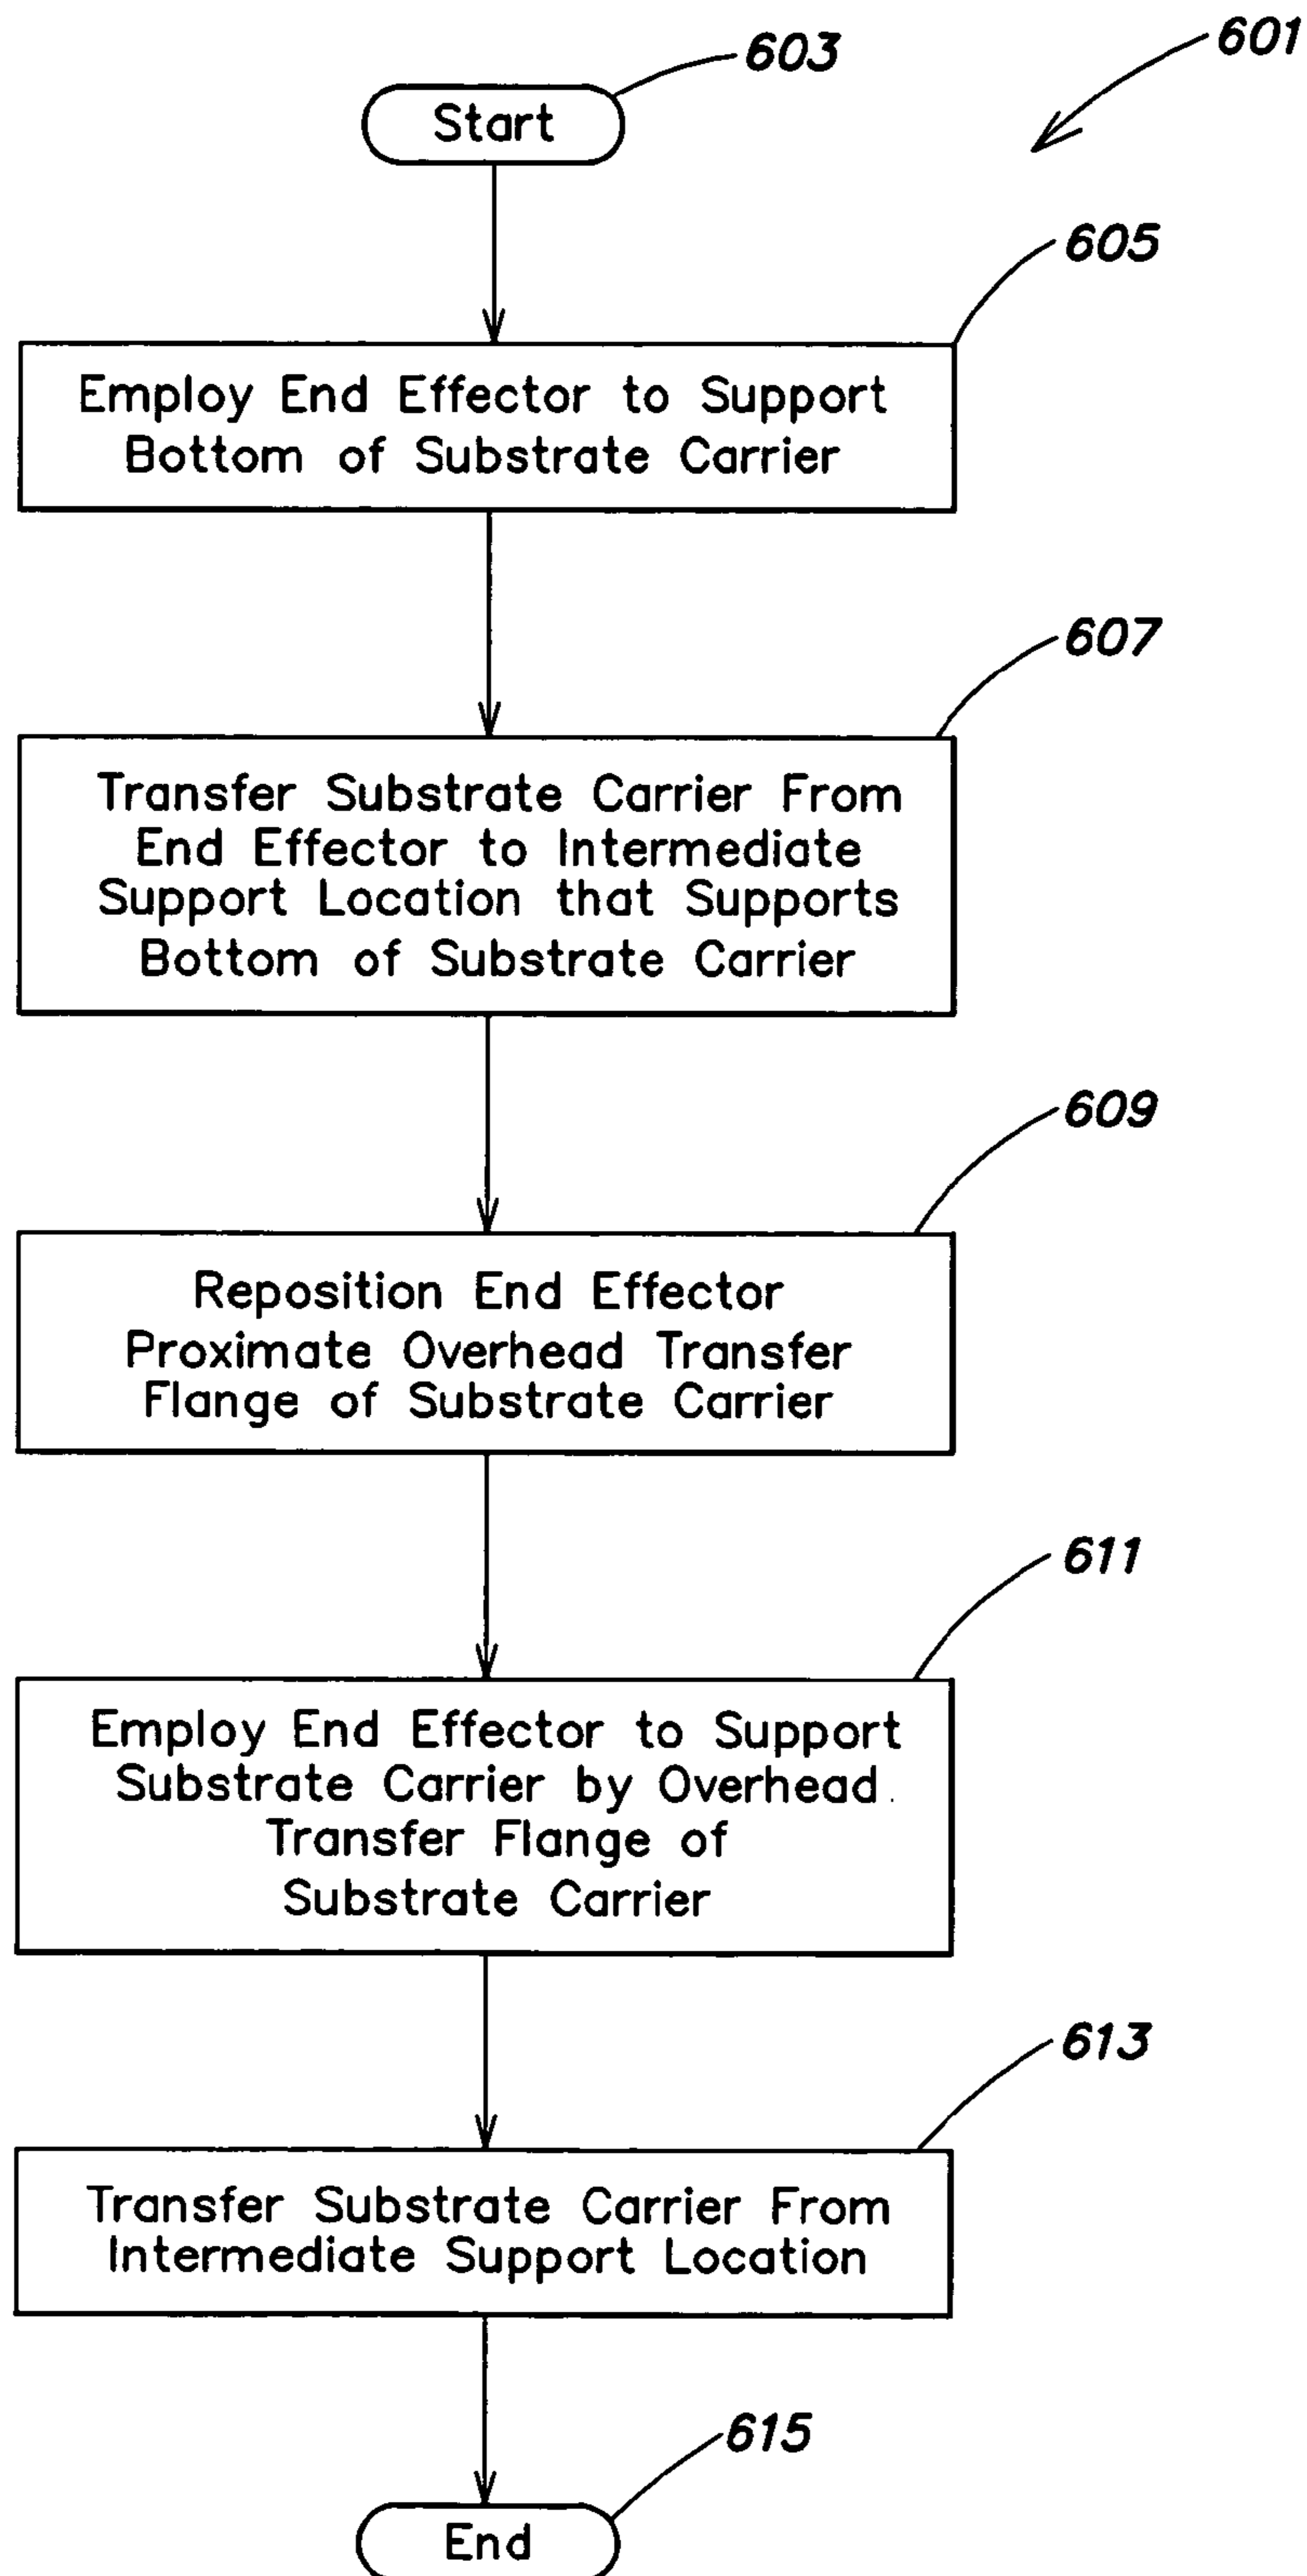 603
601
Start
605
Employ End Effector to Support
Bottom of Substrate Carrier
607
Transfer Substrate Carrier From
End Effector to Intermediate
Support Location that Supports
Bottom of Substrate Carrier
609
Reposition End Effector
Proximate Overhead Transfer
Flange of Substrate Carrier
611
Employ End Effector to Support
Substrate Carrier by Overhead
Transfer Flange of
Substrate Carrier
613
Transfer Substrate Carrier From
Intermediate Support Location
615
End